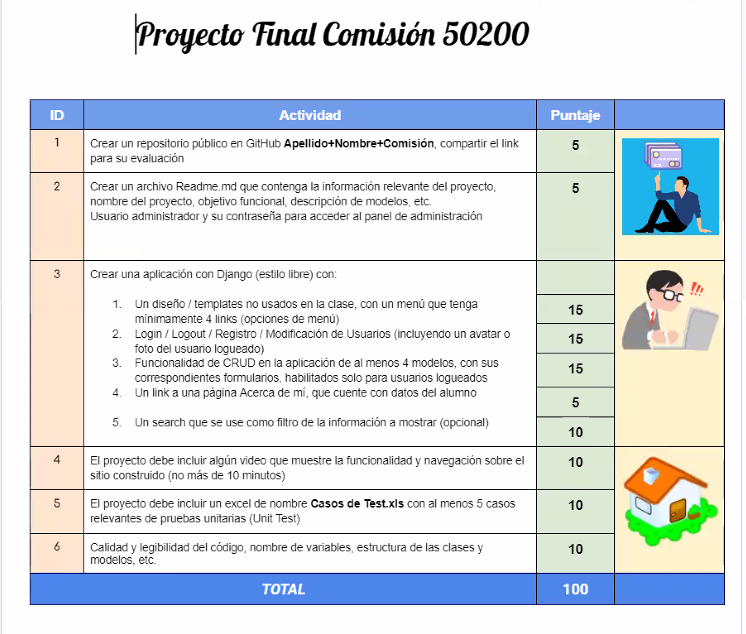 Proyecto Final Comisión 50200
ID Actividad Puntaje
1 Crear un repositorio público en GitHub Apellido+Nombre+Comisión, compartir el link 5
para su evaluación
2 Crear un archivo Readme.md que contenga la información relevante del proyecto, 5
nombre del proyecto, objetivo funcional, descripción de modelos, etc.
Usuario administrador y su contraseña para acceder al panel de administración
3 Crear una aplicación con Django (estilo libre) con:
1. Un diseño / templates no usados en la clase, con un menú que tenga 15
mínimamente 4 links (opciones de menú)
2. Login / Logout / Registro / Modificación de Usuarios (incluyendo un avatar o 15
foto del usuario logueado)
3. Funcionalidad de CRUD en la aplicación de al menos 4 modelos, con sus 15
correspondientes formularios, habilitados solo para usuarios logueados
4. Un link a una página Acerca de mí, que cuente con datos del alumno 5
5. Un search que se use como filtro de la información a mostrar (opcional) 10
4 El proyecto debe incluir algún video que muestre la funcionalidad y navegación sobre el 10
sitio construido (no más de 10 minutos)
5 El proyecto debe incluir un excel de nombre Casos de Test.xls con al menos 5 casos 10
relevantes de pruebas unitarias (Unit Test)
6 Calidad y legibilidad del código, nombre de variables, estructura de las clases y 10
modelos, etc.
TOTAL 100